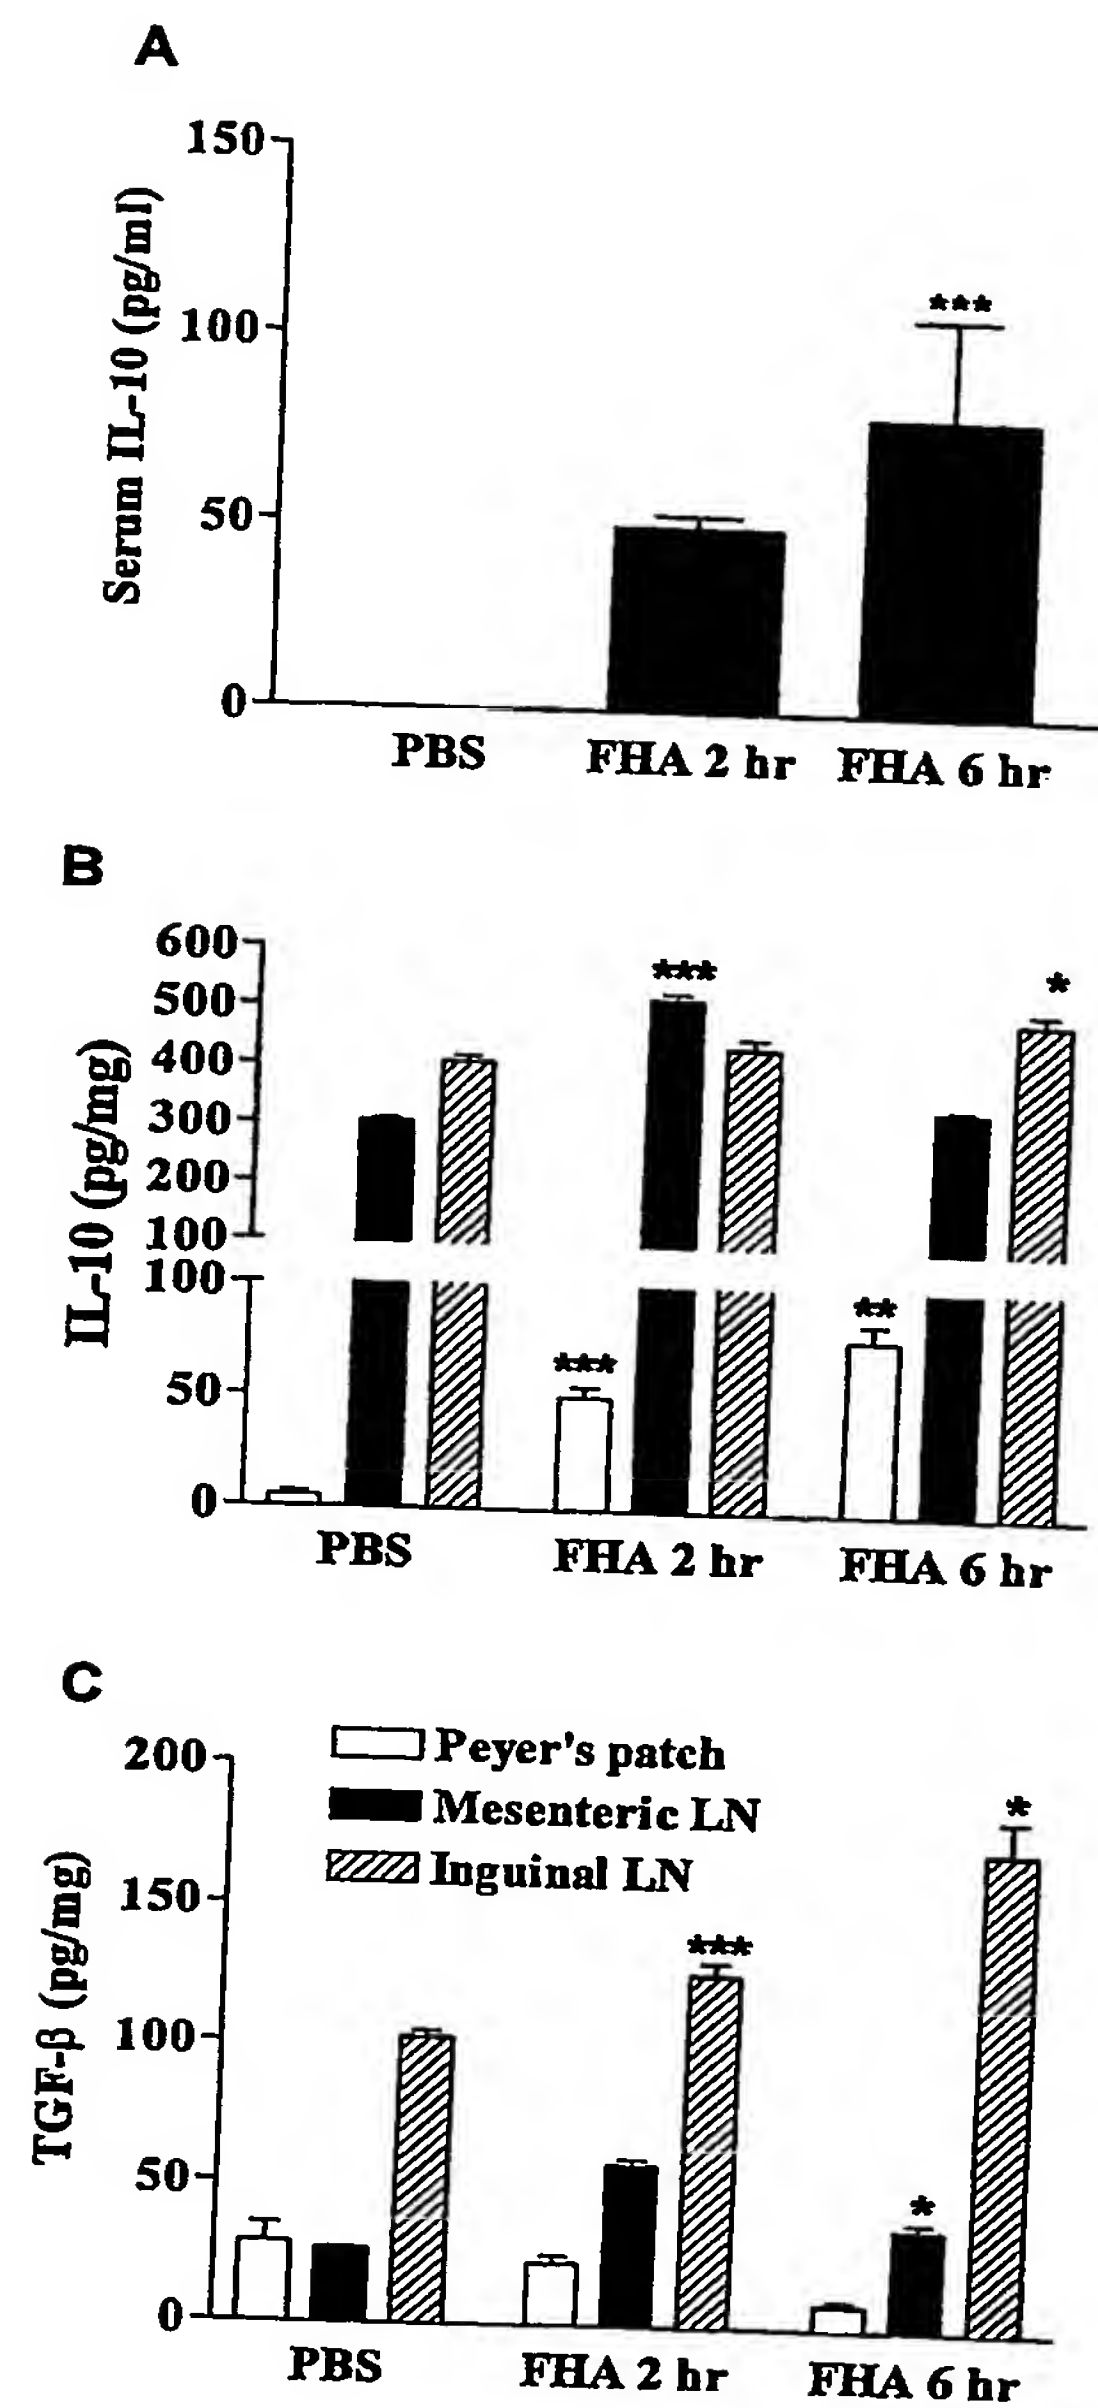 A
150
100
50
0
Serum IL-10 (pg/ml)
***
PBS FHA 2 hr FHA 6 hr
B
600
500
400
300
200
100
100
50
0
IL-10 (pg/mg)
***
***
**
*
PBS FHA 2 hr FHA 6 hr
C
200
150
100
50
0
TGF-β (pg/mg)
Peyer's patch
Mesenteric LN
Inguinal LN
***
*
*
PBS FHA 2 hr FHA 6 hr